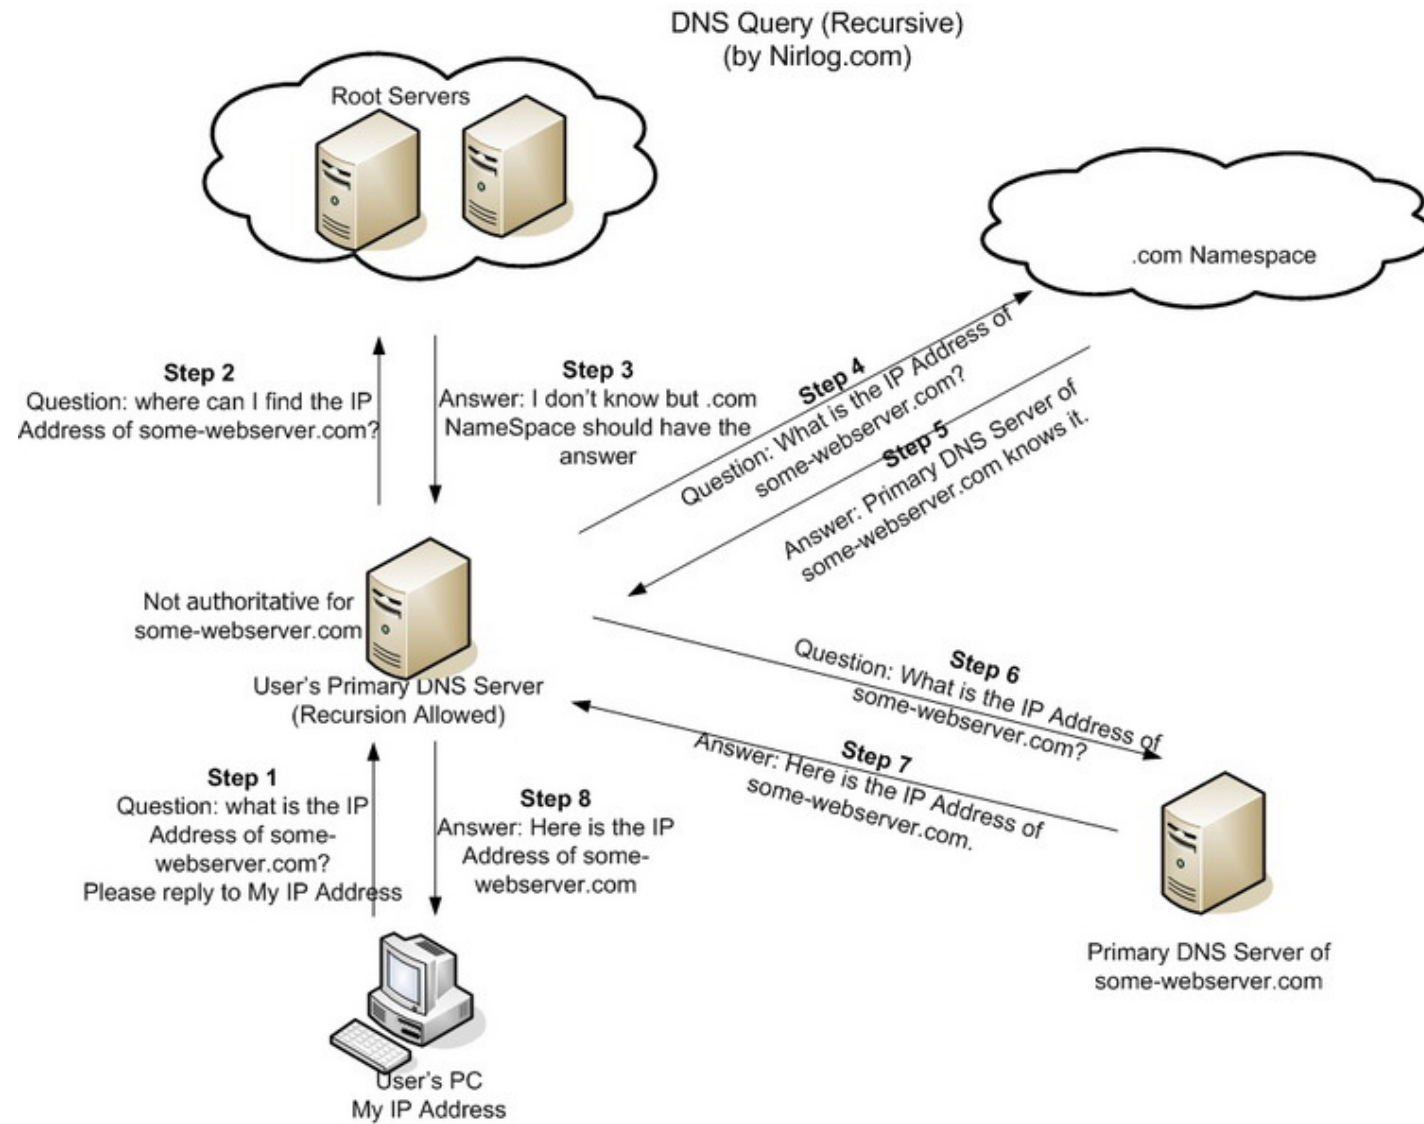 DNS Query (Recursive)
(by Nirlog.com)
Root Servers
.com Namespace
Step 2
Question: where can I find the IP
Address of some-webserver.com?
Step 3
Answer: I don't know but .com
NameSpace should have the
answer
Step 4
Question: What is the IP Address of
some-webserver.com?
Step 5
Answer: Primary DNS Server of
some-webserver.com knows it.
Not authoritative for
some-webserver.com
User's Primary DNS Server
(Recursion Allowed)
Step 6
Question: What is the IP Address of
some-webserver.com?
Step 7
Answer: Here is the IP Address of
some-webserver.com.
Step 1
Question: what is the IP
Address of some-
webserver.com?
Please reply to My IP Address
Step 8
Answer: Here is the IP
Address of some-
webserver.com
Primary DNS Server of
some-webserver.com
User's PC
My IP Address